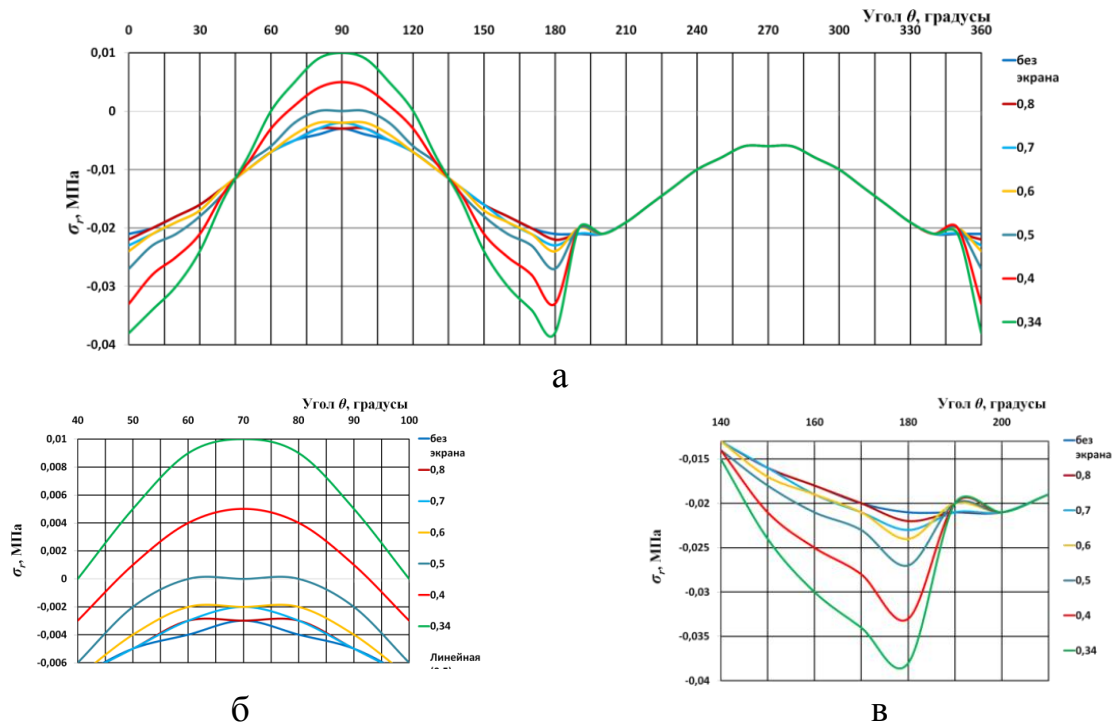 Угол θ, градусы
0 30 60 90 120 150 180 210 240 270 300 330 360
0,01
0
-0,01
-0,02
-0,03
-0,04
σr, МПа
без
экрана
0,8
0,7
0,6
0,5
0,4
0,34
а
Угол θ, градусы
40 50 60 70 80 90 100
0,01
0,008
0,006
0,004
0,002
0
-0,002
-0,004
-0,006
σr, МПа
без
экрана
0,8
0,7
0,6
0,5
0,4
0,34
Линейная
б
Угол θ, градусы
140 160 180 200
-0,015
-0,02
-0,025
-0,03
-0,035
-0,04
σr, МПа
без
экрана
0,8
0,7
0,6
0,5
0,4
0,34
в